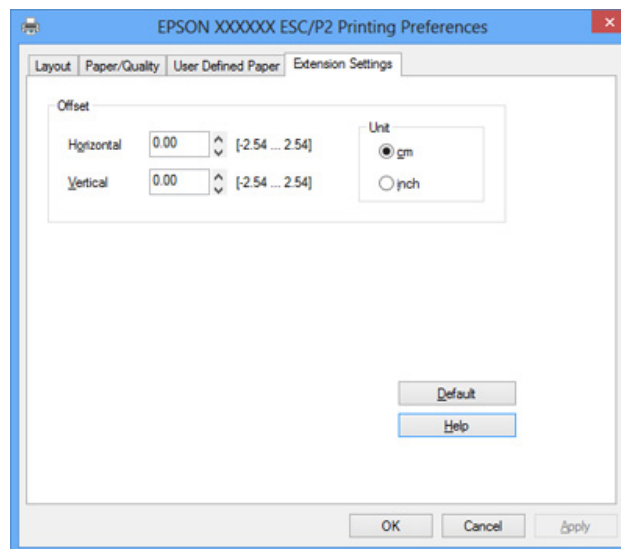 EPSON XXXXXX ESC/P2 Printing Preferences
Layout Paper/Quality User Defined Paper Extension Settings
Offset
Horizontal 0.00 [-2.54 ... 2.54]
Vertical 0.00 [-2.54 ... 2.54]
Unit
cm
inch
Default
Help
OK Cancel Apply